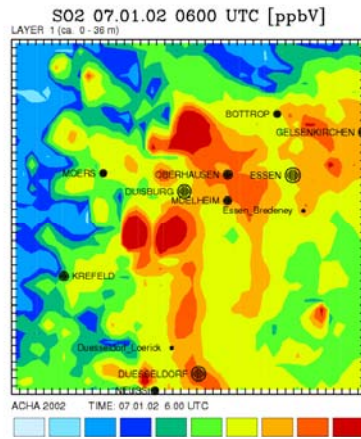 SO2 07.01.02 0600 UTC [ppbV]
LAYER 1 (ca. 0 - 36 m)
BOTTROP
GELSENKIRCHEN
MOERS
OBERHAUSEN
ESSEN
DUISBURG
MUELHEIM
Essen_Bredeney
KREFELD
Duesseldorf_Loerick
DUESSELDORF
NEUSS
ACHA 2002 TIME: 07.01.02 6.00 UTC